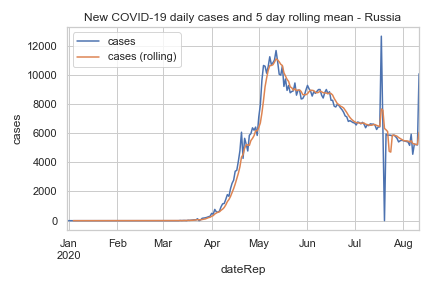 New COVID-19 daily cases and 5 day rolling mean - Russia
cases
cases (rolling)
12000
10000
8000
6000
4000
2000
0
cases
Jan Feb Mar Apr May Jun Jul Aug
2020
dateRep